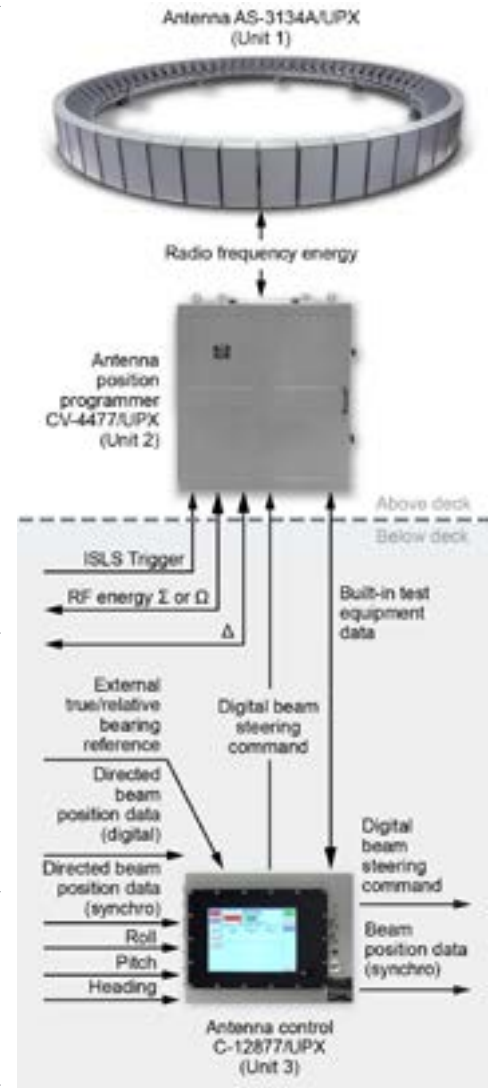 Antenna AS-3134A/UPX
(Unit 1)
Radio frequency energy
Antenna
position
programmer
CV-4477/UPX
(Unit 2)
Above deck
Below deck
ISLS Trigger
RF energy Σ or Ω
Δ
Built-in test
equipment
data
External
true/relative
bearing
reference
Digital beam
steering
command
Directed
beam
position data
(digital)
Directed beam
position data
(synchro)
Roll
Pitch
Heading
Digital
beam
steering
command
Beam
position data
(synchro)
Antenna control
C-12877/UPX
(Unit 3)